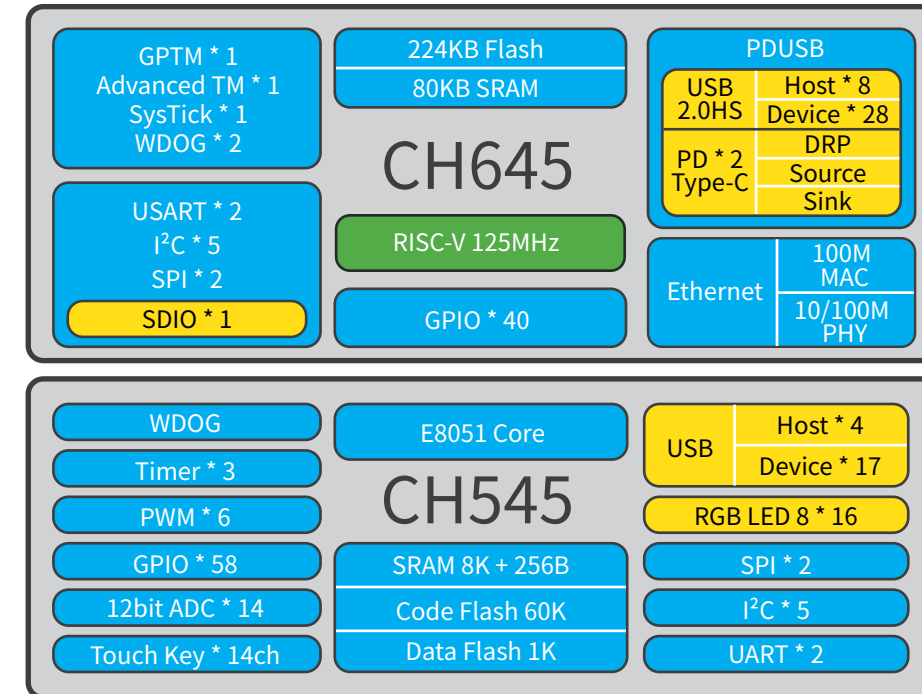 GPTM * 1
Advanced TM * 1
SysTick * 1
WDOG * 2
USART * 2
I²C * 5
SPI * 2
SDIO * 1
224KB Flash
80KB SRAM
CH645
RISC-V 125MHz
GPIO * 40
PDUSB
USB
2.0HS
Host * 8
Device * 28
PD * 2
Type-C
DRP
Source
Sink
Ethernet
100M
MAC
10/100M
PHY
WDOG
Timer * 3
PWM * 6
GPIO * 58
12bit ADC * 14
Touch Key * 14ch
E8051 Core
CH545
SRAM 8K + 256B
Code Flash 60K
Data Flash 1K
USB
Host * 4
Device * 17
RGB LED 8 * 16
SPI * 2
I²C * 5
UART * 2